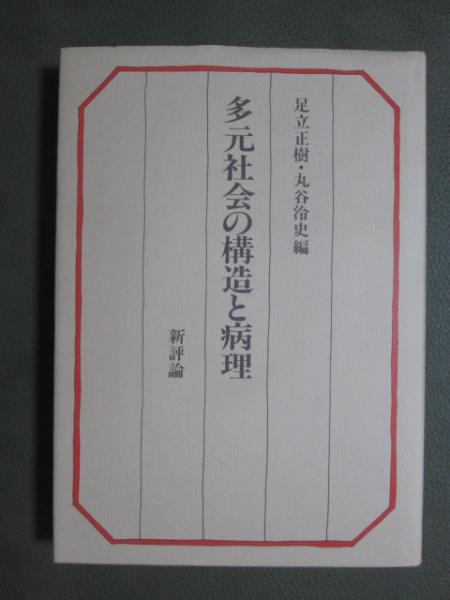 足立正樹・丸谷泠史編
多元社会の構造と病理
新評論